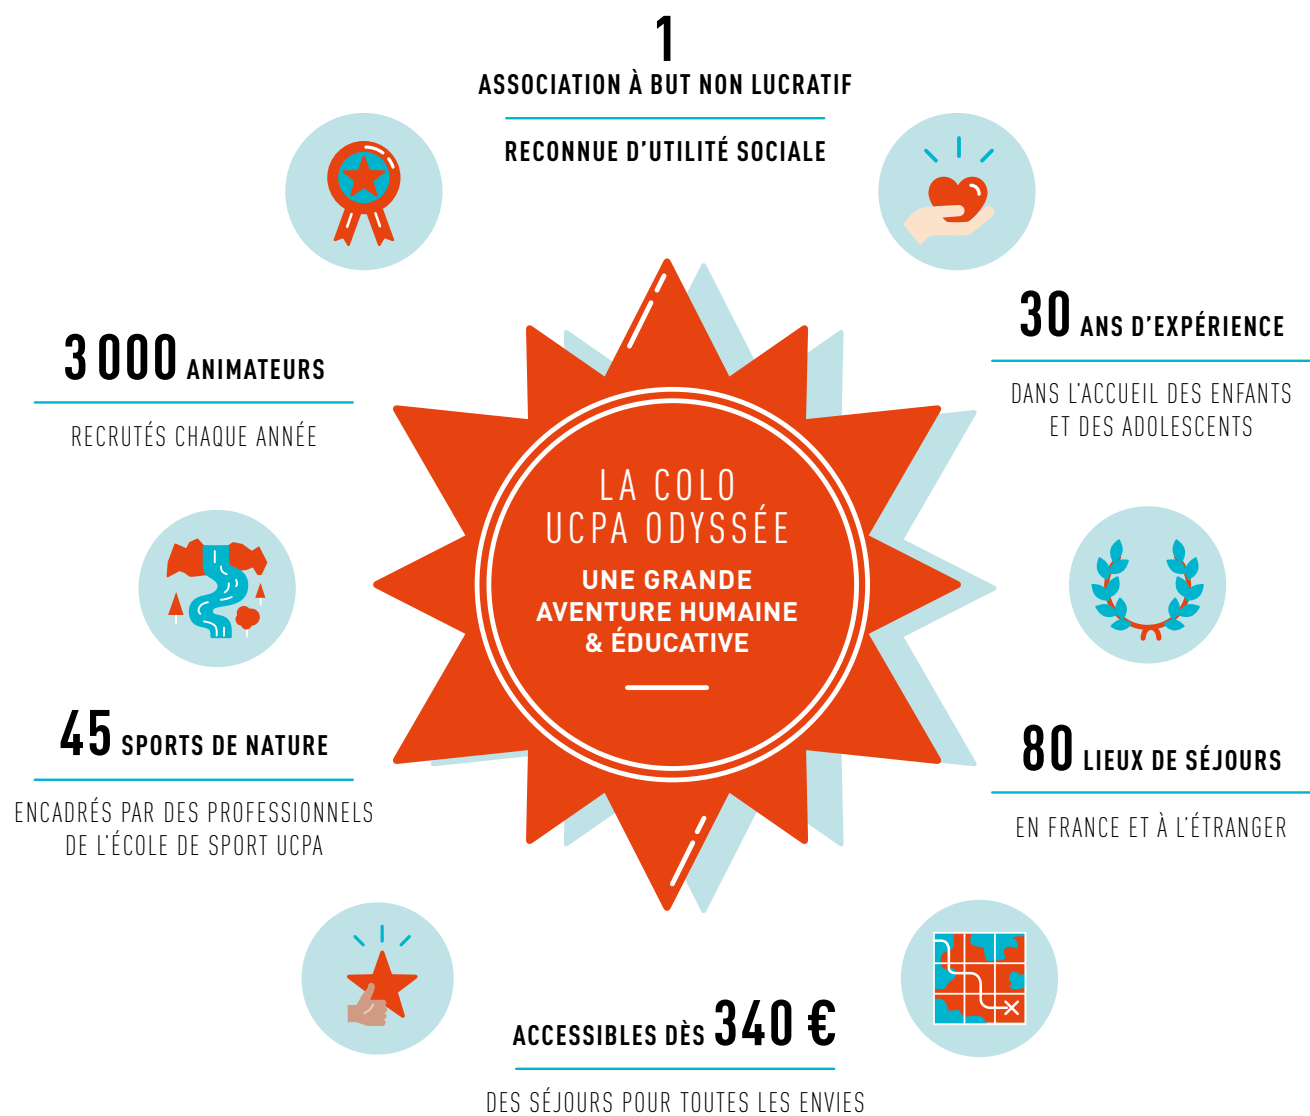 1
ASSOCIATION À BUT NON LUCRATIF
RECONNUE D'UTILITÉ SOCIALE
30 ANS D'EXPÉRIENCE
DANS L'ACCUEIL DES ENFANTS
ET DES ADOLESCENTS
3 000 ANIMATEURS
RECRUTÉS CHAQUE ANNÉE
LA COLO
UCPA ODYSSÉE
UNE GRANDE
AVENTURE HUMAINE
& ÉDUCATIVE
45 SPORTS DE NATURE
ENCADRÉS PAR DES PROFESSIONNELS
DE L'ÉCOLE DE SPORT UCPA
80 LIEUX DE SÉJOURS
EN FRANCE ET À L'ÉTRANGER
ACCESSIBLES DÈS 340 €
DES SÉJOURS POUR TOUTES LES ENVIES